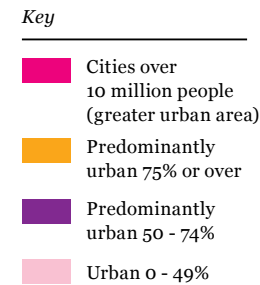 Key
Cities over
10 million people
(greater urban area)
Predominantly
urban 75% or over
Predominantly
urban 50 - 74%
Urban 0 - 49%